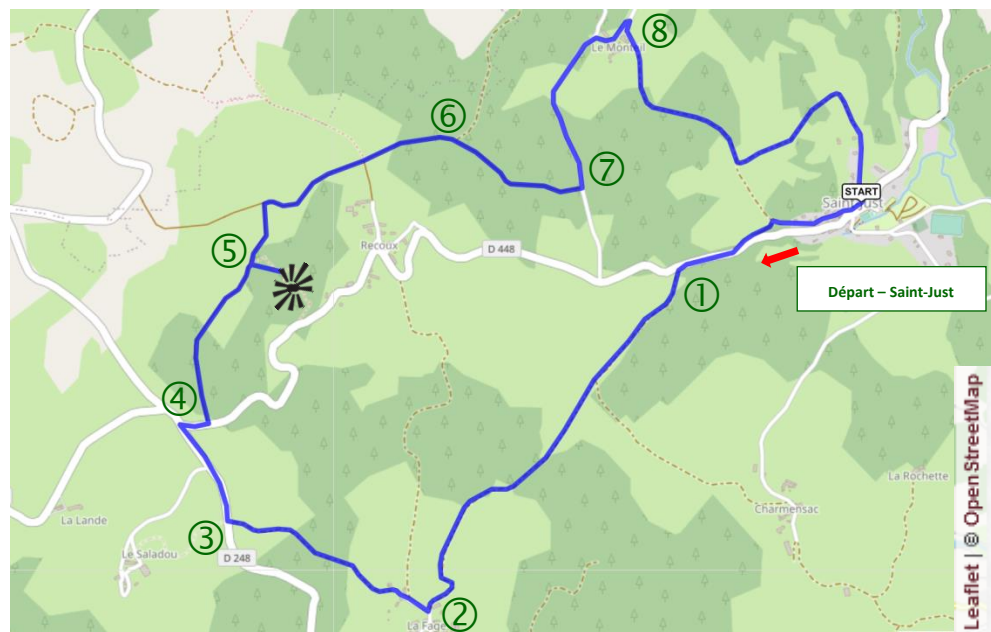 ⑧
Le Monteil
⑥
⑦
START
Saint-Just
⑤
Recoux
D 448
①
Départ – Saint-Just
④
La Rochette
La Lande
Charmensac
③
Le Saladou
D 248
②
La Fage
Leaflet | © OpenStreetMap